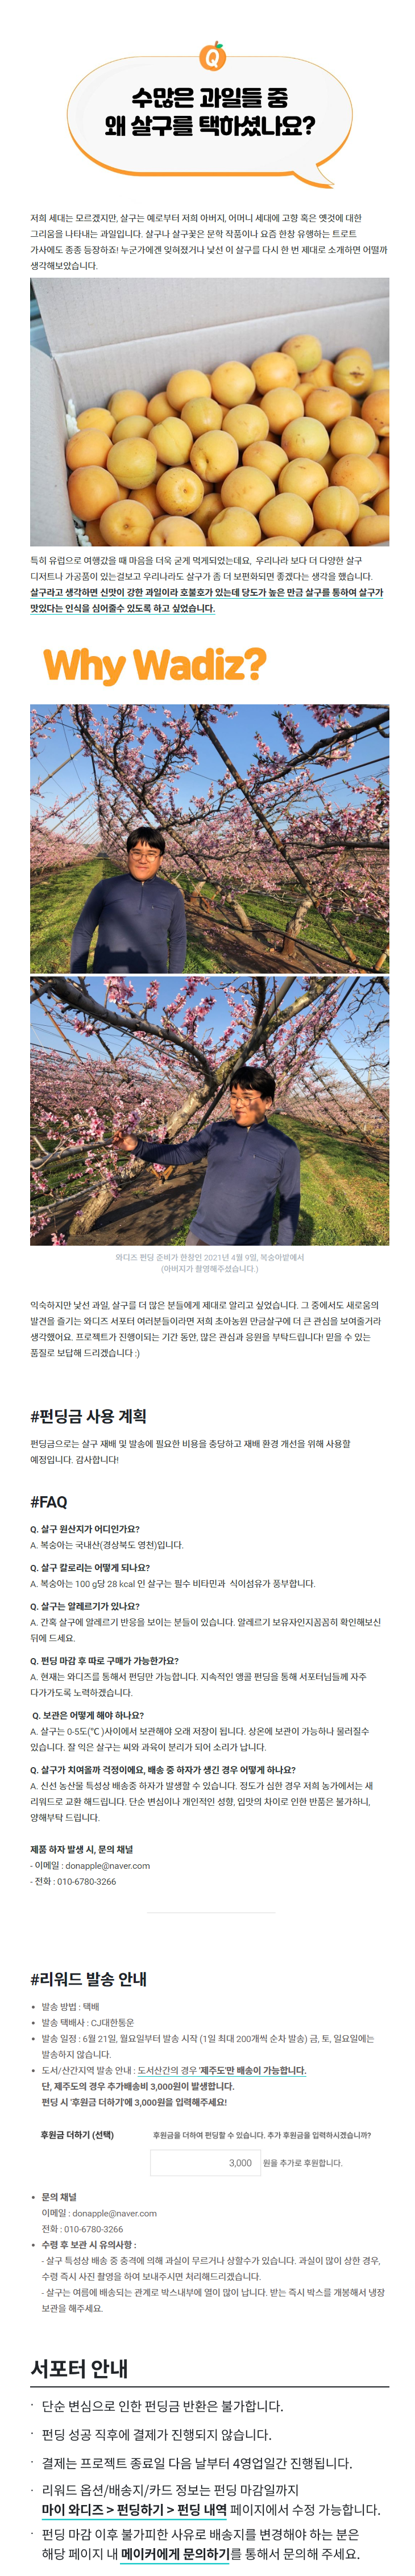 Q
수많은 과일들 중
왜 살구를 택하셨나요?
저희 세대는 모르겠지만, 살구는 예로부터 저희 아버지, 어머니 세대에 고향 혹은 옛것에 대한
그리움을 나타내는 과일입니다. 살구나 살구꽃은 문학 작품이나 요즘 한창 유행하는 트로트
가사에도 종종 등장하죠! 누군가에겐 잊혀졌거나 낯선 이 살구를 다시 한 번 제대로 소개하면 어떨까
생각해보았습니다.
특히 유럽으로 여행갔을 때 마음을 더욱 굳게 먹게되었는데요, 우리나라 보다 더 다양한 살구
디저트나 가공품이 있는걸보고 우리나라도 살구가 좀 더 보편화되면 좋겠다는 생각을 했습니다.
살구라고 생각하면 신맛이 강한 과일이라 호불호가 있는데 당도가 높은 만금 살구를 통하여 살구가
맛있다는 인식을 심어줄수 있도록 하고 싶었습니다.
Why Wadiz?
와디즈 펀딩 준비가 한창인 2021년 4월 9일, 복숭아밭에서
(아버지가 촬영해주셨습니다.)
익숙하지만 낯선 과일, 살구를 더 많은 분들에게 제대로 알리고 싶었습니다. 그 중에서도 새로움의
발견을 즐기는 와디즈 서포터 여러분들이라면 저희 초아농원 만금살구에 더 큰 관심을 보여줄거라
생각했어요. 프로젝트가 진행이되는 기간 동안, 많은 관심과 응원을 부탁드립니다! 믿을 수 있는
품질로 보답해 드리겠습니다 :)
#펀딩금 사용 계획
펀딩금으로는 살구 재배 및 발송에 필요한 비용을 충당하고 재배 환경 개선을 위해 사용할
예정입니다. 감사합니다!
#FAQ
Q. 살구 원산지가 어디인가요?
A. 복숭아는 국내산(경상북도 영천)입니다.
Q. 살구 칼로리는 어떻게 되나요?
A. 복숭아는 100 g당 28 kcal 인 살구는 필수 비타민과 식이섬유가 풍부합니다.
Q. 살구는 알레르기가 있나요?
A. 간혹 살구에 알레르기 반응을 보이는 분들이 있습니다. 알레르기 보유자인지꼼꼼히 확인해보신
뒤에 드세요.
Q. 펀딩 마감 후 따로 구매가 가능한가요?
A. 현재는 와디즈를 통해서 펀딩만 가능합니다. 지속적인 앵콜 펀딩을 통해 서포터님들께 자주
다가가도록 노력하겠습니다.
Q. 보관은 어떻게 해야 하나요?
A. 살구는 0-5도(℃ )사이에서 보관해야 오래 저장이 됩니다. 상온에 보관이 가능하나 물러질수
있습니다. 잘 익은 살구는 씨와 과육이 분리가 되어 소리가 납니다.
Q. 살구가 치여올까 걱정이에요, 배송 중 하자가 생긴 경우 어떻게 하나요?
A. 신선 농산물 특성상 배송중 하자가 발생할 수 있습니다. 정도가 심한 경우 저희 농가에서는 새
리워드로 교환 해드립니다. 단순 변심이나 개인적인 성향, 입맛의 차이로 인한 반품은 불가하니,
양해부탁 드립니다.
제품 하자 발생 시, 문의 채널
- 이메일 : donapple@naver.com
- 전화 : 010-6780-3266
#리워드 발송 안내
• 발송 방법 : 택배
• 발송 택배사 : CJ대한통운
• 발송 일정 : 6월 21일, 월요일부터 발송 시작 (1일 최대 200개씩 순차 발송) 금, 토, 일요일에는
발송하지 않습니다.
• 도서/산간지역 발송 안내 : 도서산간의 경우 '제주도'만 배송이 가능합니다.
단, 제주도의 경우 추가배송비 3,000원이 발생합니다.
펀딩 시 '후원금 더하기'에 3,000원을 입력해주세요!
후원금 더하기 (선택) 후원금을 더하여 펀딩할 수 있습니다. 추가 후원금을 입력하시겠습니까?
3,000 원을 추가로 후원합니다.
• 문의 채널
이메일 : donapple@naver.com
전화 : 010-6780-3266
• 수령 후 보관 시 유의사항 :
- 살구 특성상 배송 중 충격에 의해 과실이 무르거나 상할수가 있습니다. 과실이 많이 상한 경우,
수령 즉시 사진 촬영을 하여 보내주시면 처리해드리겠습니다.
- 살구는 여름에 배송되는 관계로 박스내부에 열이 많이 납니다. 받는 즉시 박스를 개봉해서 냉장
보관을 해주세요.
서포터 안내
· 단순 변심으로 인한 펀딩금 반환은 불가합니다.
· 펀딩 성공 직후에 결제가 진행되지 않습니다.
· 결제는 프로젝트 종료일 다음 날부터 4영업일간 진행됩니다.
· 리워드 옵션/배송지/카드 정보는 펀딩 마감일까지
마이 와디즈 > 펀딩하기 > 펀딩 내역 페이지에서 수정 가능합니다.
· 펀딩 마감 이후 불가피한 사유로 배송지를 변경해야 하는 분은
해당 페이지 내 메이커에게 문의하기를 통해서 문의해 주세요.